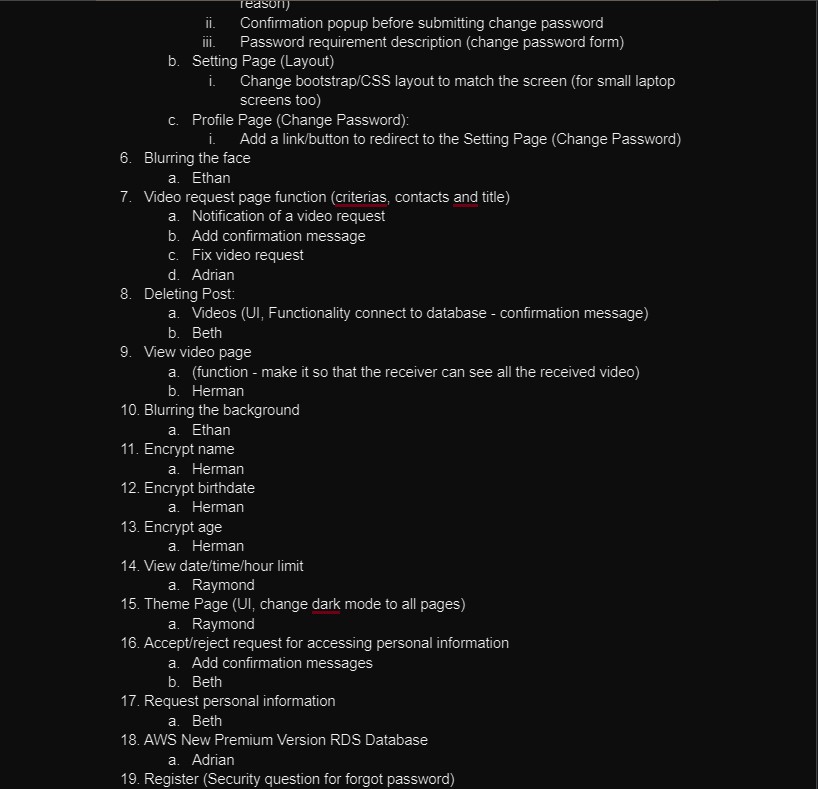 reason)
ii. Confirmation popup before submitting change password
iii. Password requirement description (change password form)
b. Setting Page (Layout)
i. Change bootstrap/CSS layout to match the screen (for small laptop
screens too)
c. Profile Page (Change Password):
i. Add a link/button to redirect to the Setting Page (Change Password)
6. Blurring the face
a. Ethan
7. Video request page function (criterias, contacts and title)
a. Notification of a video request
b. Add confirmation message
c. Fix video request
d. Adrian
8. Deleting Post:
a. Videos (UI, Functionality connect to database - confirmation message)
b. Beth
9. View video page
a. (function - make it so that the receiver can see all the received video)
b. Herman
10. Blurring the background
a. Ethan
11. Encrypt name
a. Herman
12. Encrypt birthdate
a. Herman
13. Encrypt age
a. Herman
14. View date/time/hour limit
a. Raymond
15. Theme Page (UI, change dark mode to all pages)
a. Raymond
16. Accept/reject request for accessing personal information
a. Add confirmation messages
b. Beth
17. Request personal information
a. Beth
18. AWS New Premium Version RDS Database
a. Adrian
19. Register (Security question for forgot password)